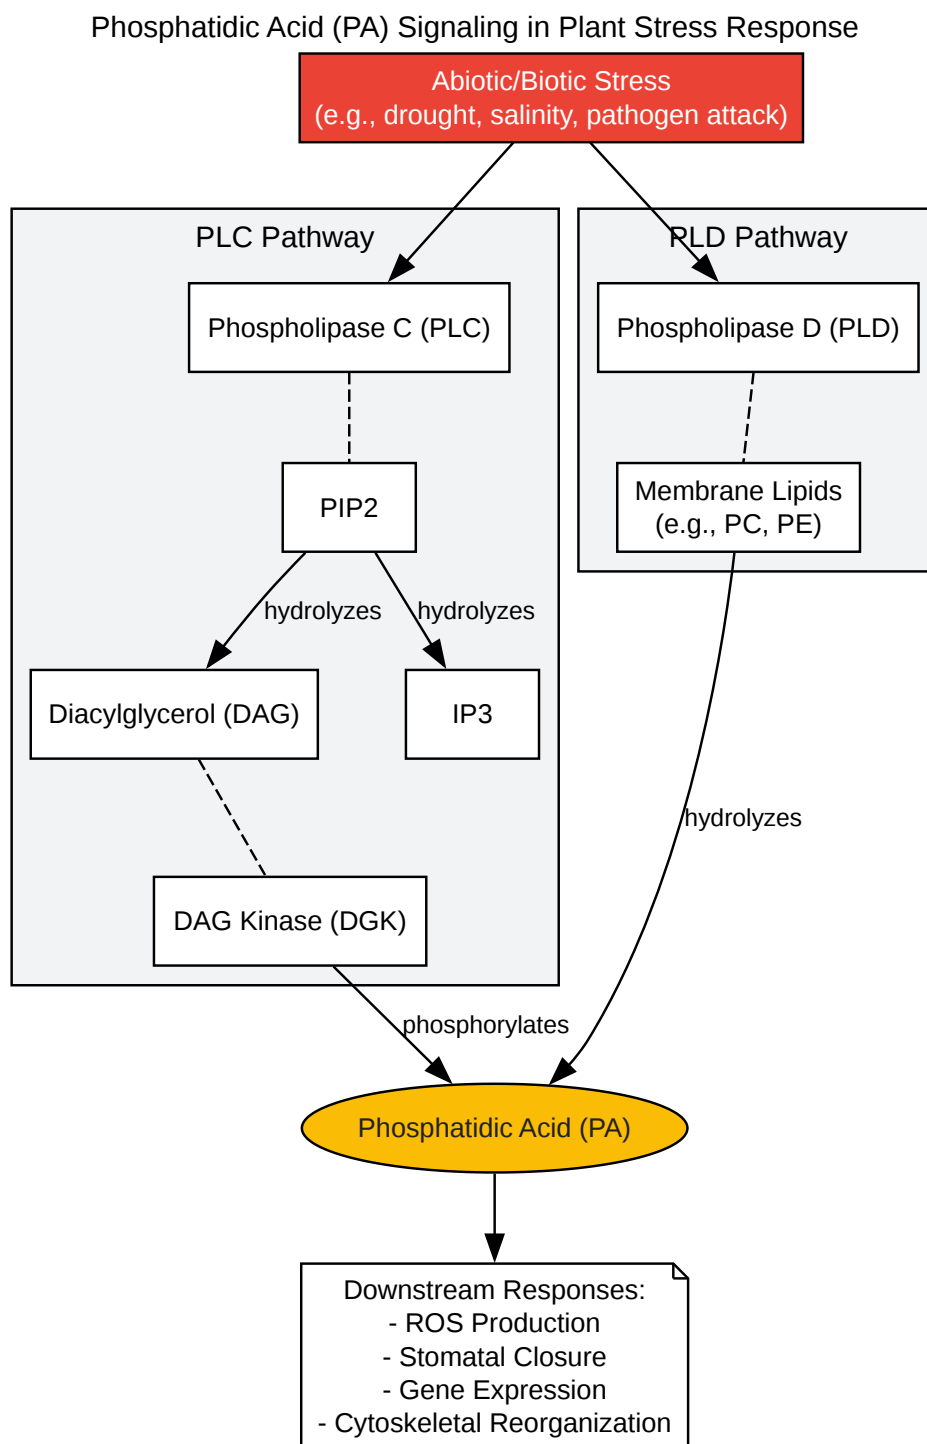 Phosphatidic Acid (PA) Signaling in Plant Stress Response
Abiotic/Biotic Stress
(e.g., drought, salinity, pathogen attack)
PLC Pathway
PLD Pathway
Phospholipase C (PLC)
Phospholipase D (PLD)
PIP2
Membrane Lipids
(e.g., PC, PE)
hydrolyzes
hydrolyzes
Diacylglycerol (DAG)
IP3
hydrolyzes
DAG Kinase (DGK)
phosphorylates
Phosphatidic Acid (PA)
Downstream Responses:
- ROS Production
- Stomatal Closure
- Gene Expression
- Cytoskeletal Reorganization